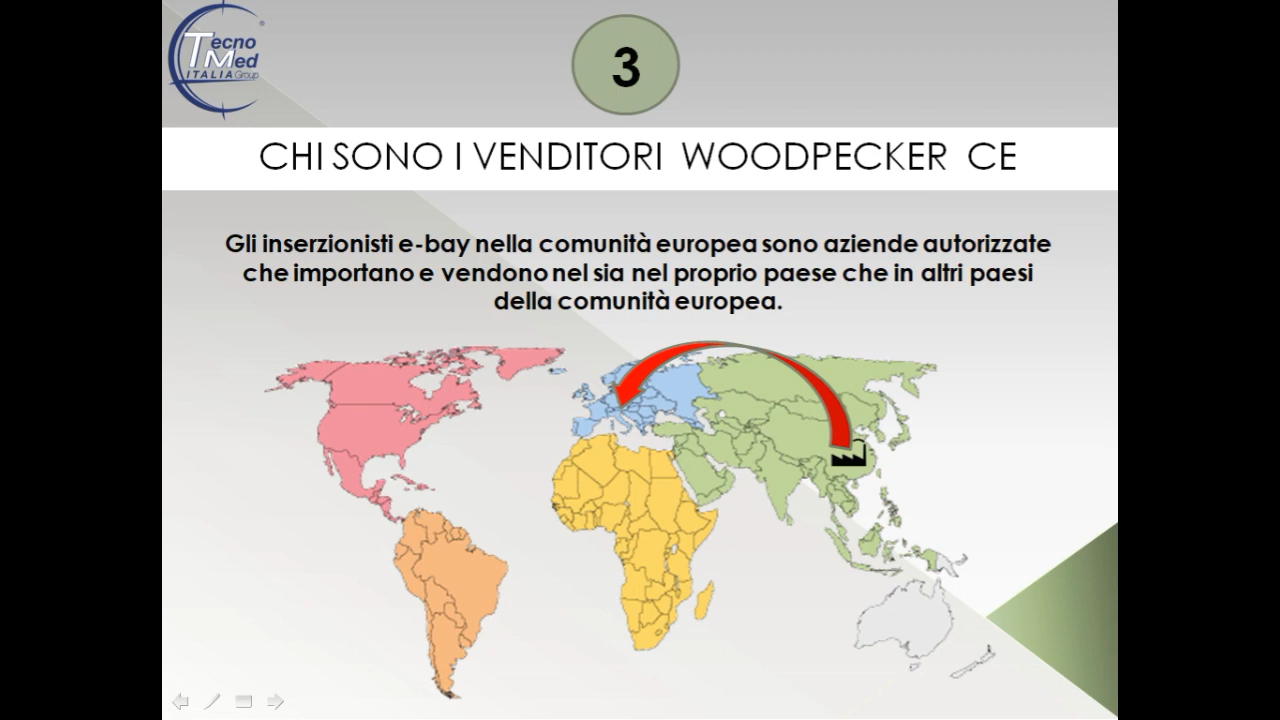 Tecno
Med
ITALIA Group
®
3
CHI SONO I VENDITORI WOODPECKER CE
Gli inserzionisti e-bay nella comunità europea sono aziende autorizzate
che importano e vendono nel sia nel proprio paese che in altri paesi
della comunità europea.